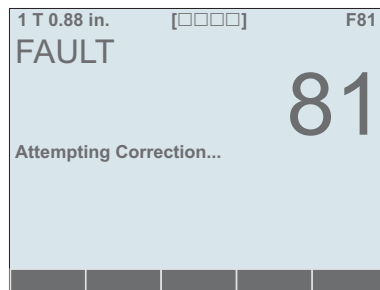 1 T 0.88 in. [□□□□] F81
FAULT
81
Attempting Correction...